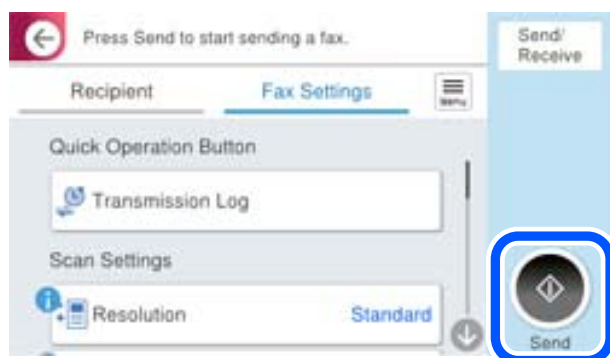 Press Send to start sending a fax.
Send/
Receive
Recipient
Fax Settings
Menu
Quick Operation Button
Transmission Log
Scan Settings
Resolution
Standard
Send